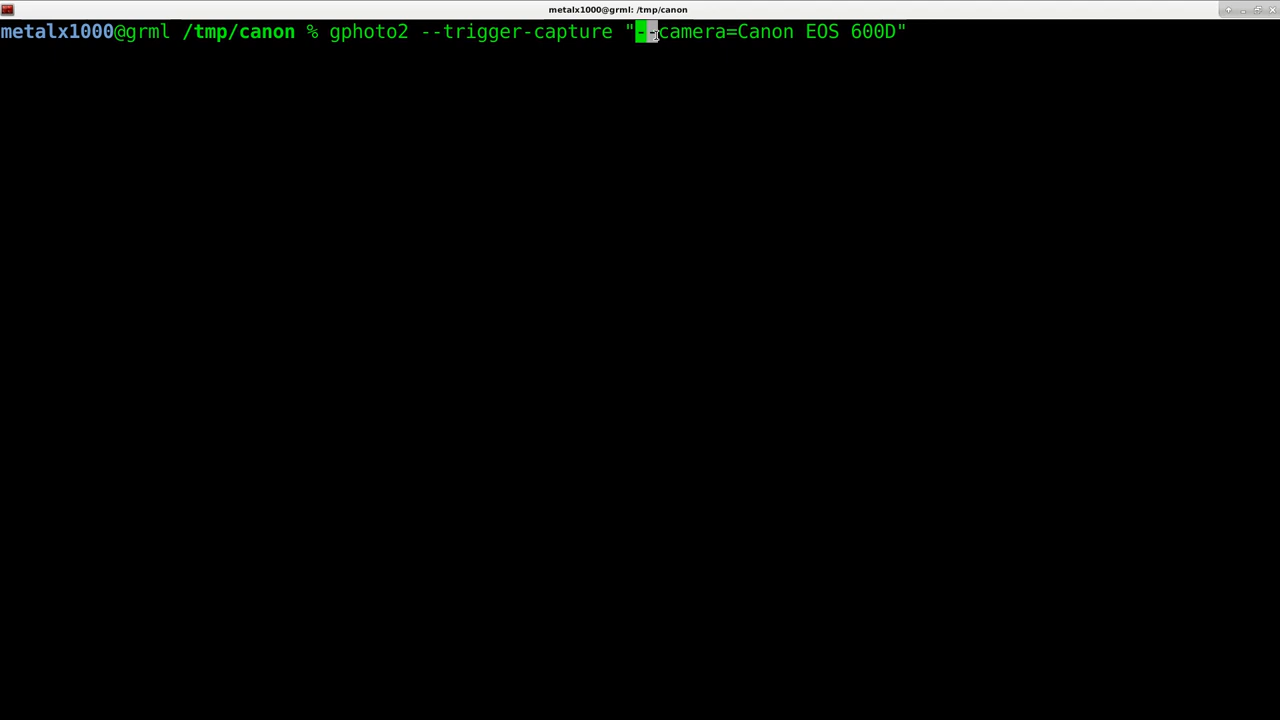 metalx1000@grml: /tmp/canon
metalx1000@grml /tmp/canon % gphoto2 --trigger-capture "--camera=Canon EOS 600D"